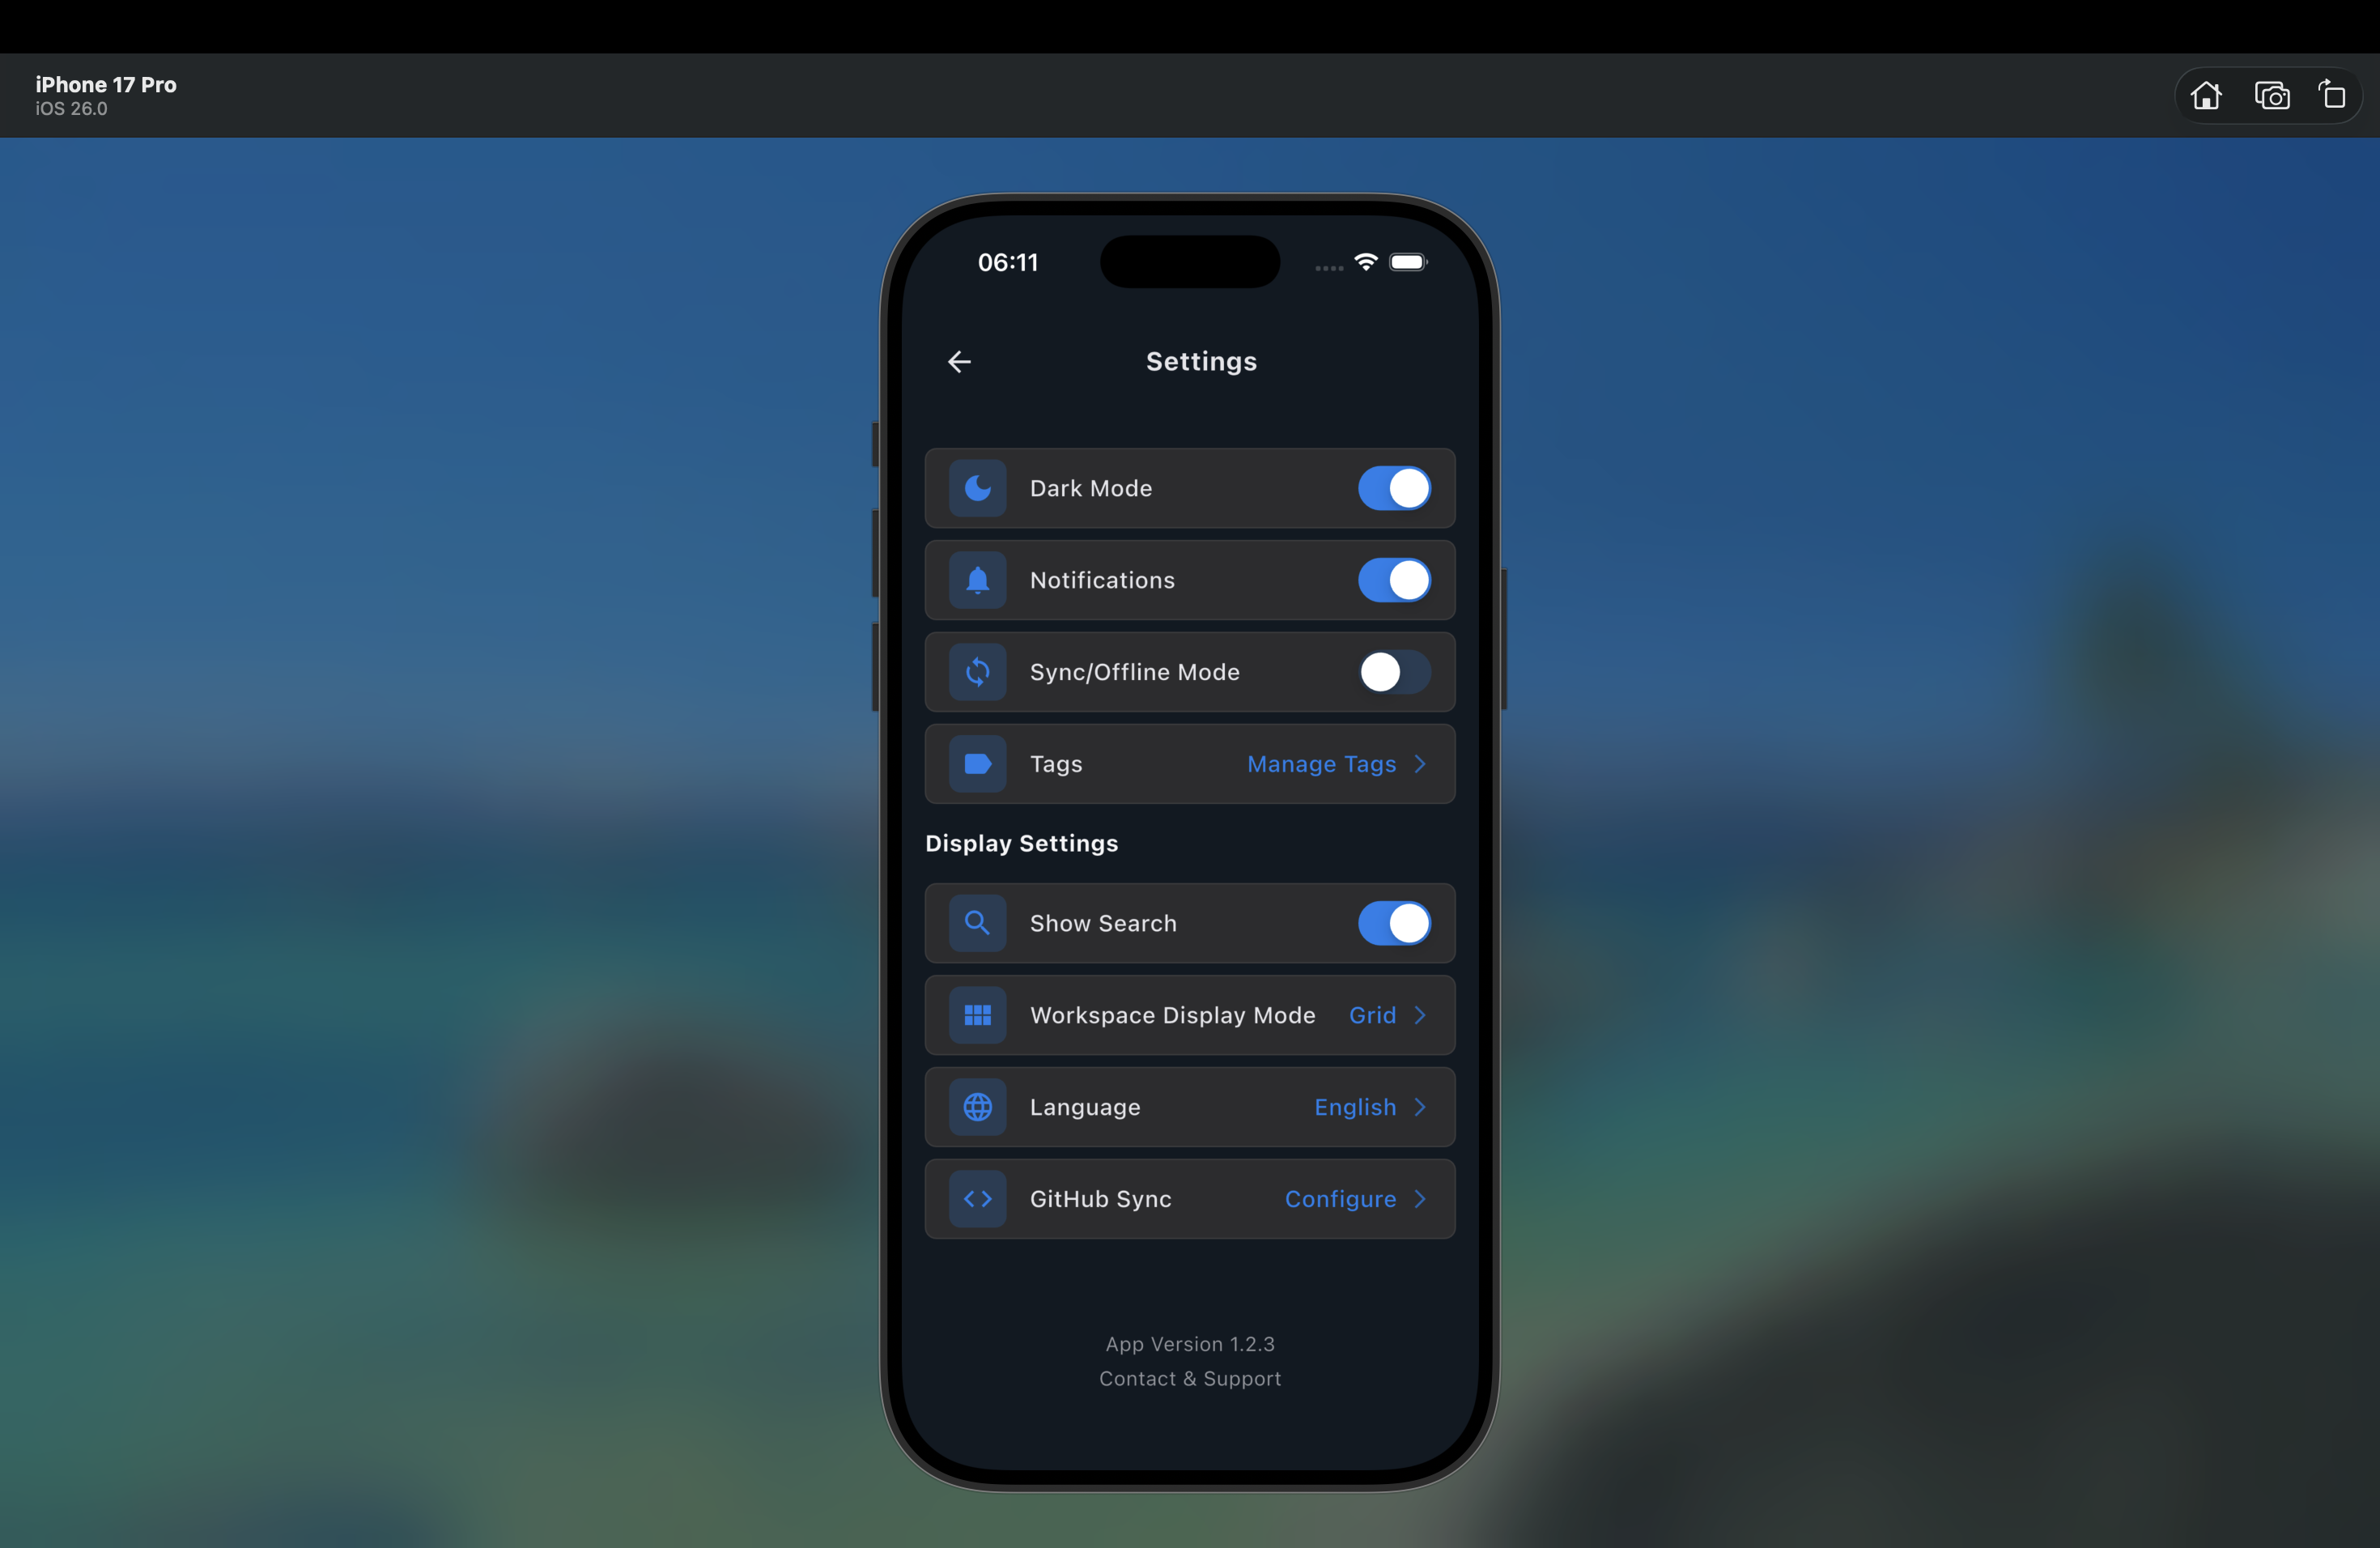 iPhone 17 Pro
iOS 26.0
06:11
Settings
Dark Mode
Notifications
Sync/Offline Mode
Tags Manage Tags
Display Settings
Show Search
Workspace Display Mode Grid
Language English
GitHub Sync Configure
App Version 1.2.3
Contact & Support